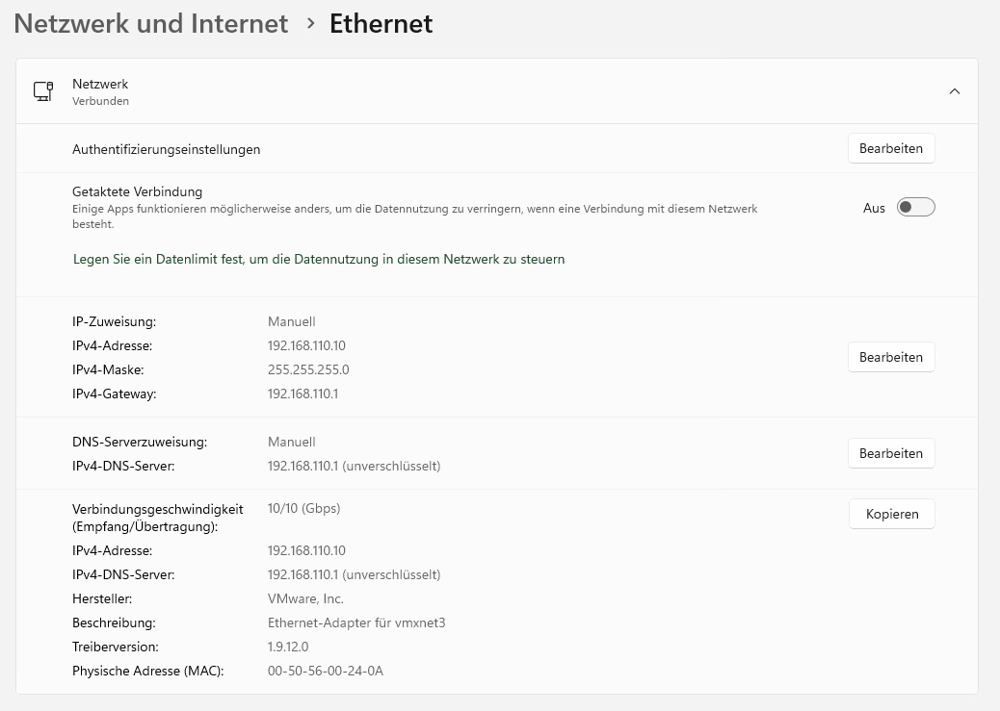 Netzwerk und Internet › Ethernet
Netzwerk
Verbunden
Authentifizierungseinstellungen
Bearbeiten
Getaktete Verbindung
Einige Apps funktionieren möglicherweise anders, um die Datennutzung zu verringern, wenn eine Verbindung mit diesem Netzwerk
besteht.
Aus
Legen Sie ein Datenlimit fest, um die Datennutzung in diesem Netzwerk zu steuern
IP-Zuweisung: Manuell
IPv4-Adresse: 192.168.110.10
IPv4-Maske: 255.255.255.0
IPv4-Gateway: 192.168.110.1
Bearbeiten
DNS-Serverzuweisung: Manuell
IPv4-DNS-Server: 192.168.110.1 (unverschlüsselt)
Bearbeiten
Verbindungsgeschwindigkeit 10/10 (Gbps)
(Empfang/Übertragung):
Kopieren
IPv4-Adresse: 192.168.110.10
IPv4-DNS-Server: 192.168.110.1 (unverschlüsselt)
Hersteller: VMware, Inc.
Beschreibung: Ethernet-Adapter für vmxnet3
Treiberversion: 1.9.12.0
Physische Adresse (MAC): 00-50-56-00-24-0A